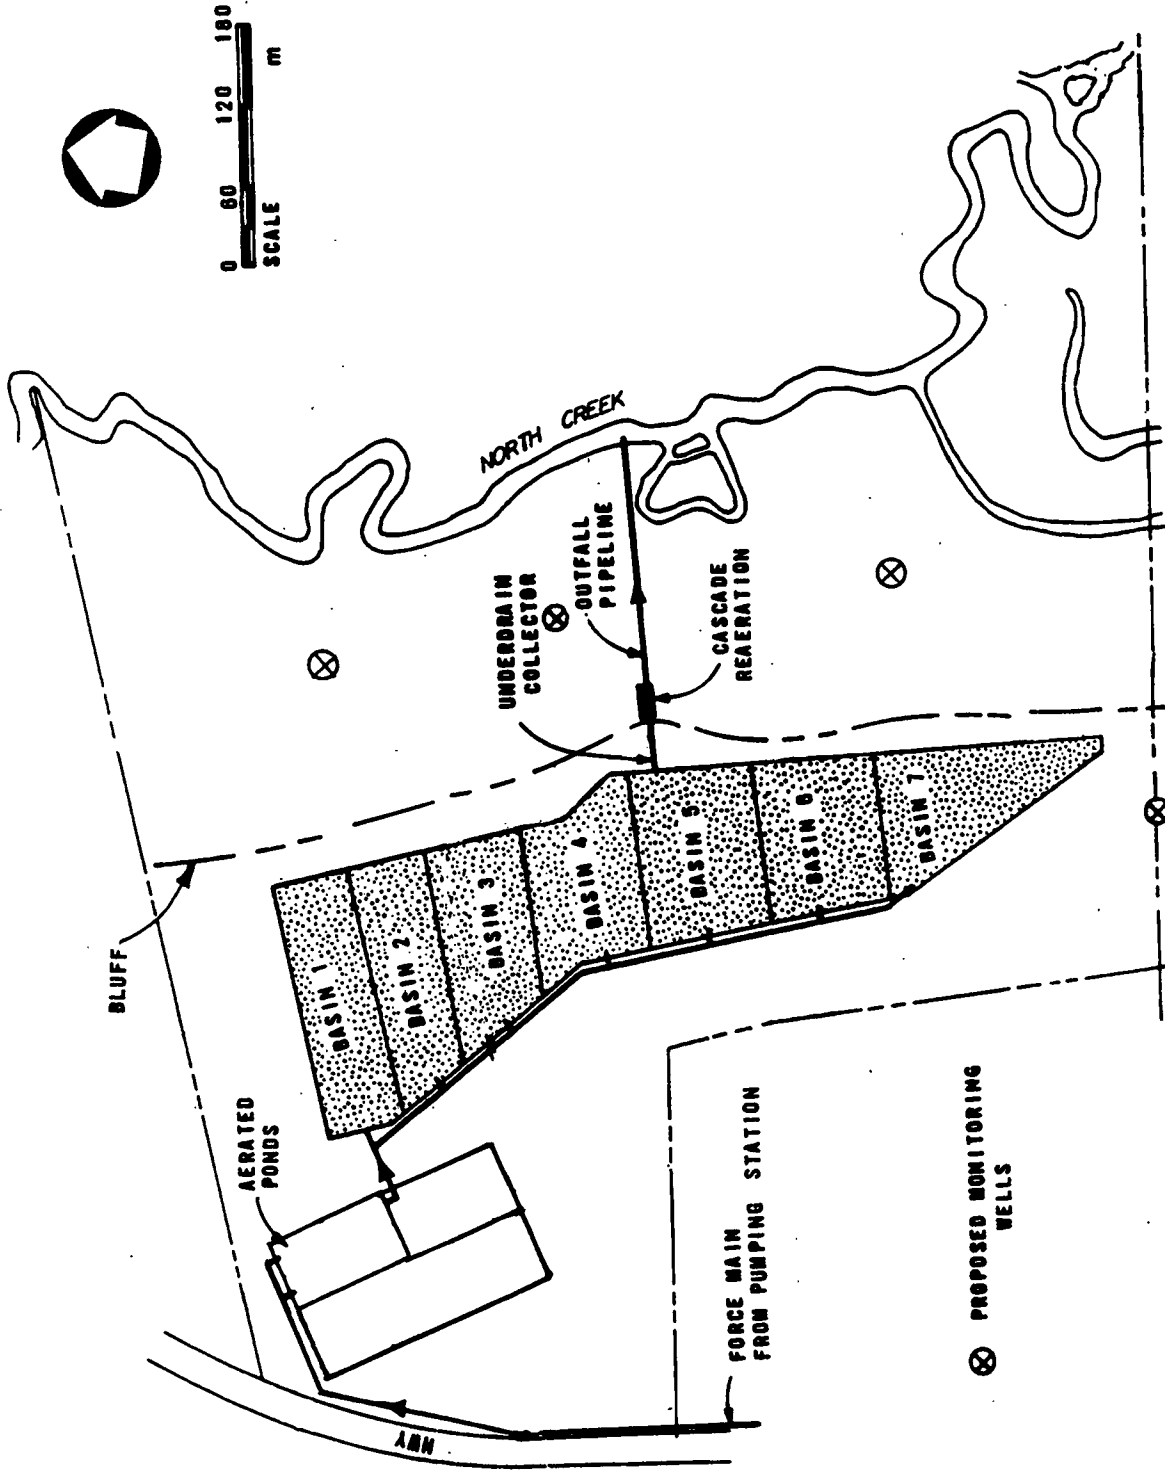 0 60 120 180
m
SCALE
BLUFF
NORTH CREEK
UNDERDRAIN
COLLECTOR
OUTFALL
PIPELINE
CASCADE
REAERATION
BASIN 1
BASIN 2
BASIN 3
BASIN 4
BASIN 5
BASIN 6
BASIN 7
AERATED
PONDS
HWY
FORCE MAIN
FROM PUMPING STATION
PROPOSED MONITORING
WELLS